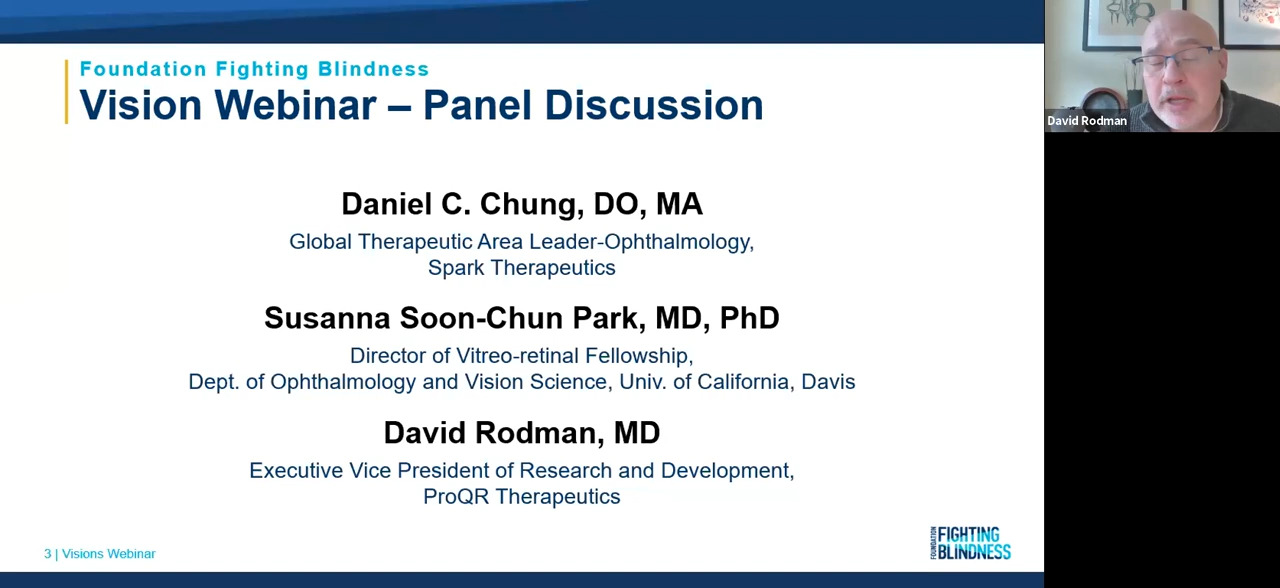 Foundation Fighting Blindness
Vision Webinar – Panel Discussion
Daniel C. Chung, DO, MA
Global Therapeutic Area Leader-Ophthalmology,
Spark Therapeutics
Susanna Soon-Chun Park, MD, PhD
Director of Vitreo-retinal Fellowship,
Dept. of Ophthalmology and Vision Science, Univ. of California, Davis
David Rodman, MD
Executive Vice President of Research and Development,
ProQR Therapeutics
3 | Visions Webinar
FOUNDATION
FIGHTING
BLINDNESS
David Rodman